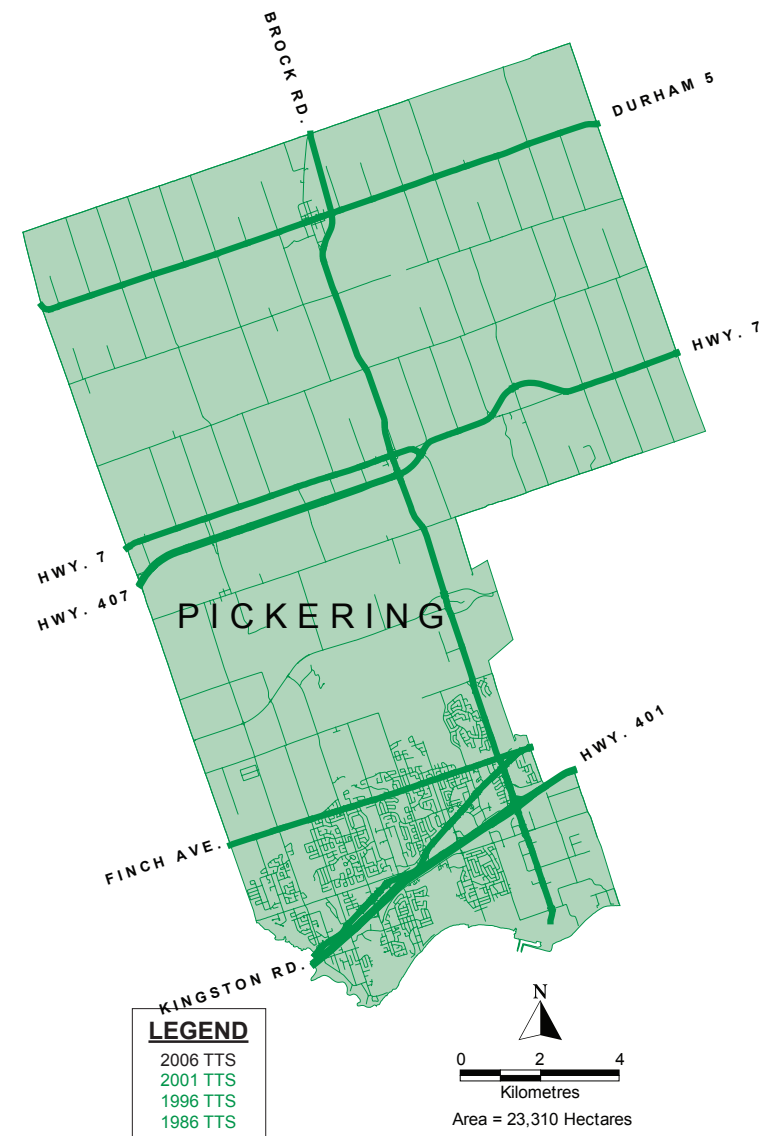 BROCK RD.
DURHAM 5
HWY. 7
HWY. 7
HWY. 407
PICKERING
HWY. 401
FINCH AVE.
KINGSTON RD.
LEGEND
2006 TTS
2001 TTS
1996 TTS
1986 TTS
N
0 2 4
Kilometres
Area = 23,310 Hectares